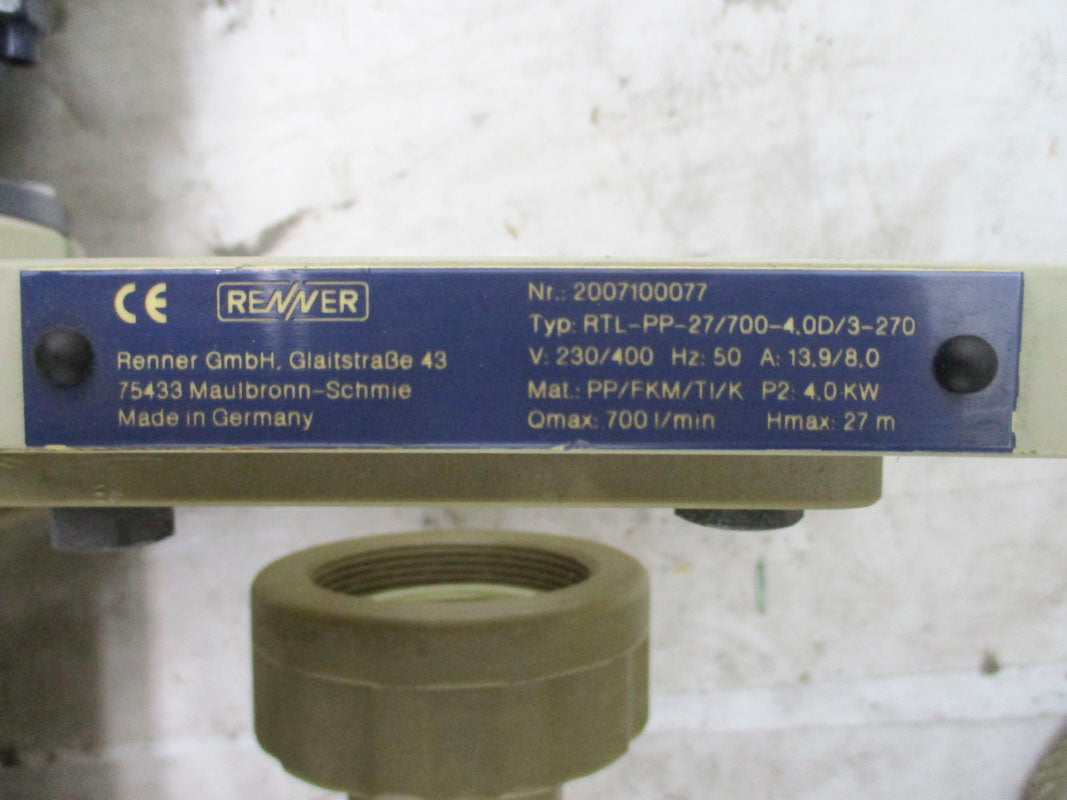 CE RENNER
Renner GmbH, Glaitstraße 43
75433 Maulbronn-Schmie
Made in Germany
Nr.: 2007100077
Typ: RTL-PP-27/700-4.0D/3-270
V: 230/400 Hz: 50 A: 13.9/8.0
Mat.: PP/FKM/TI/K P2: 4.0 KW
Qmax: 700 l/min Hmax: 27 m